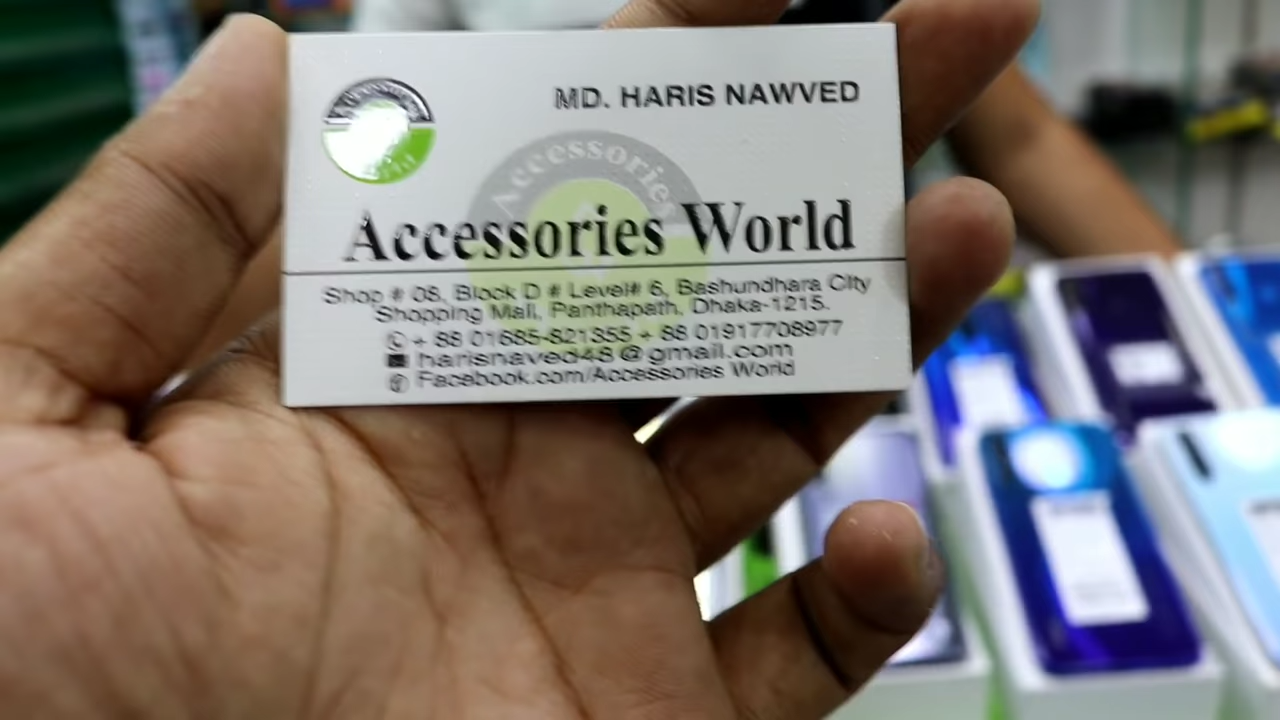 MD. HARIS NAWVED
Accessories
Accessories World
Shop # 08, Block D # Level# 6, Bashundhara City
Shopping Mall, Panthapath, Dhaka-1215.
+ 88 01685-821355 + 88 01917708977
harisnaved48@gmail.com
Facebook.com/Accessories World